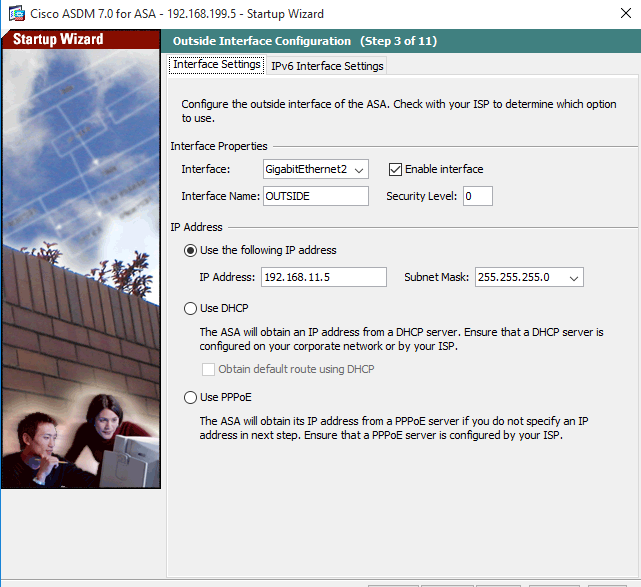 Cisco ASDM 7.0 for ASA - 192.168.199.5 - Startup Wizard
Startup Wizard
Outside Interface Configuration (Step 3 of 11)
Interface Settings
IPv6 Interface Settings
Configure the outside interface of the ASA. Check with your ISP to determine which option
to use.
Interface Properties
Interface: GigabitEthernet2 Enable interface
Interface Name: OUTSIDE Security Level: 0
IP Address
Use the following IP address
IP Address: 192.168.11.5 Subnet Mask: 255.255.255.0
Use DHCP
The ASA will obtain an IP address from a DHCP server. Ensure that a DHCP server is
configured on your corporate network or by your ISP.
Obtain default route using DHCP
Use PPPoE
The ASA will obtain its IP address from a PPPoE server if you do not specify an IP
address in next step. Ensure that a PPPoE server is configured by your ISP.